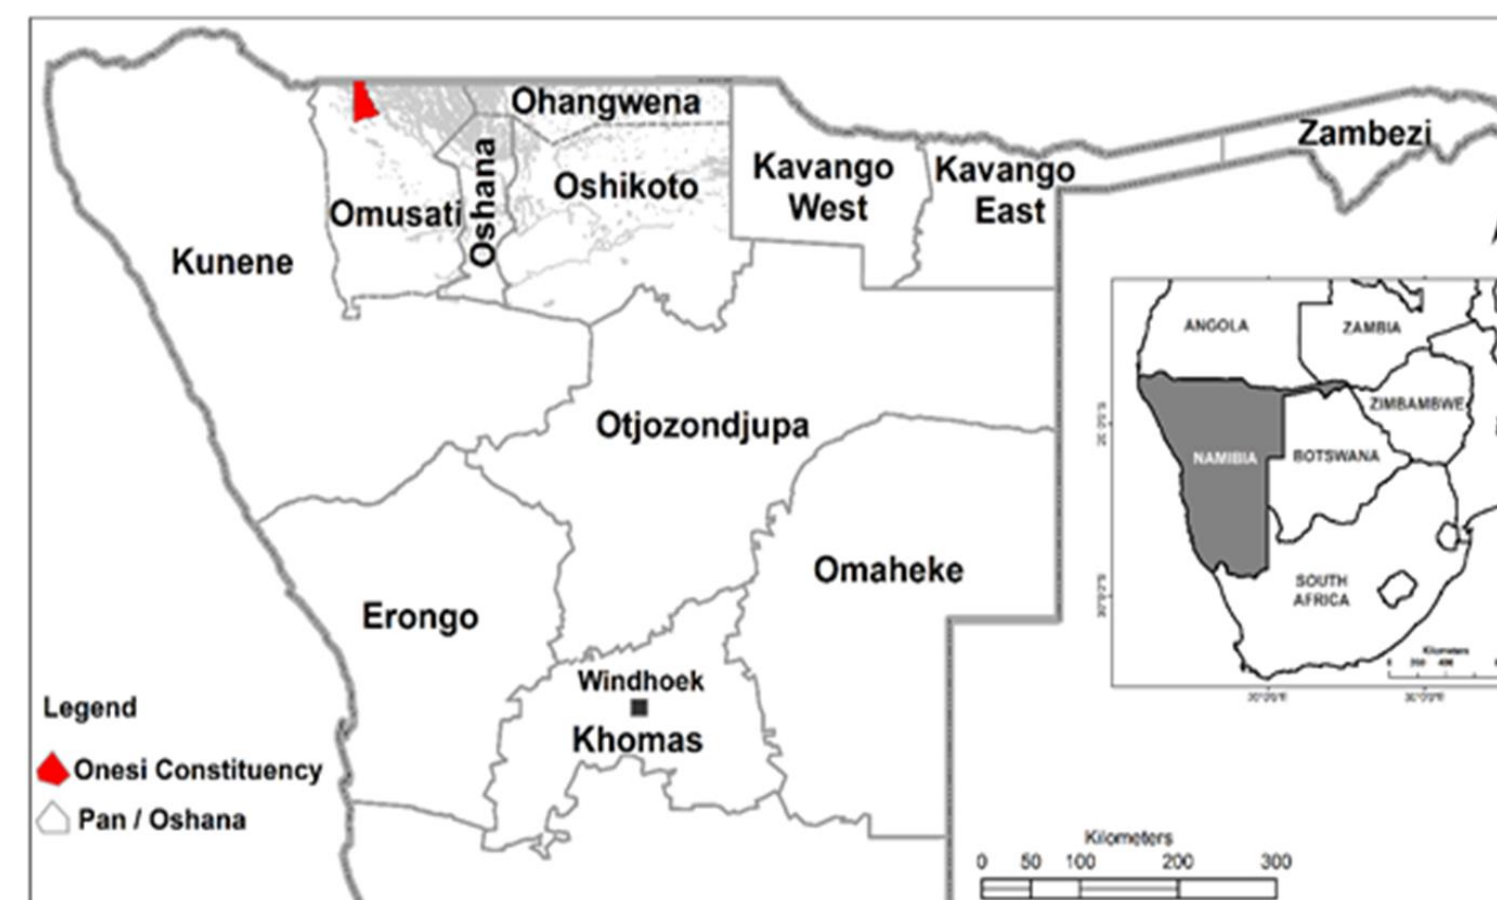 Ohangwena
Zambezi
Kavango
West
Kavango
East
Oshikoto
Oshana
Omusati
Kunene
Otjozondjupa
Omaheke
Erongo
Windhoek
Khomas
Legend
Onesi Constituency
Pan / Oshana
ANGOLA
ZAMBIA
ZIMBABWE
NAMIBIA
BOTSWANA
SOUTH
AFRICA
Kilometers
Kilometers
0 50 100 200 300